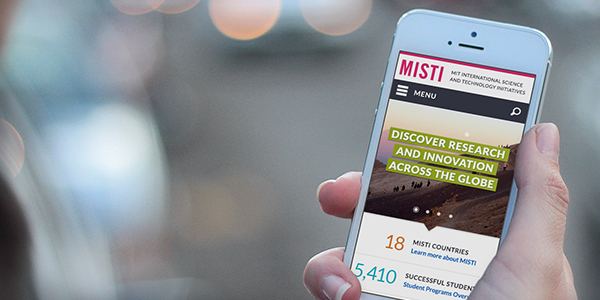 MISTI
MIT INTERNATIONAL SCIENCE
AND TECHNOLOGY INITIATIVES
MENU
DISCOVER RESEARCH
AND INNOVATION
ACROSS THE GLOBE
18 MISTI COUNTRIES
Learn more about MISTI
5,410 SUCCESSFUL STUDEN
Student Programs Over